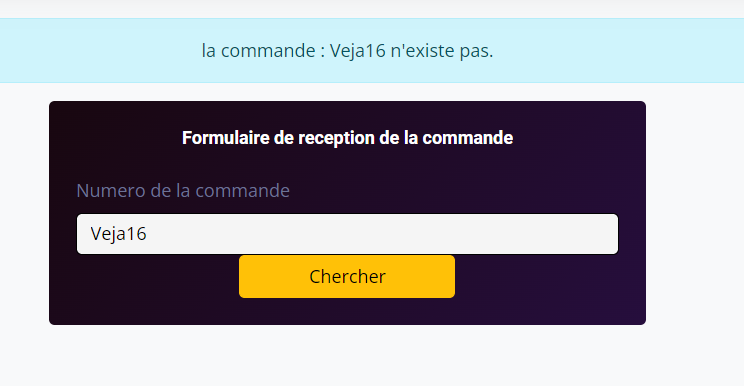 la commande : Veja16 n'existe pas.
Formulaire de reception de la commande
Numero de la commande
Veja16
Chercher